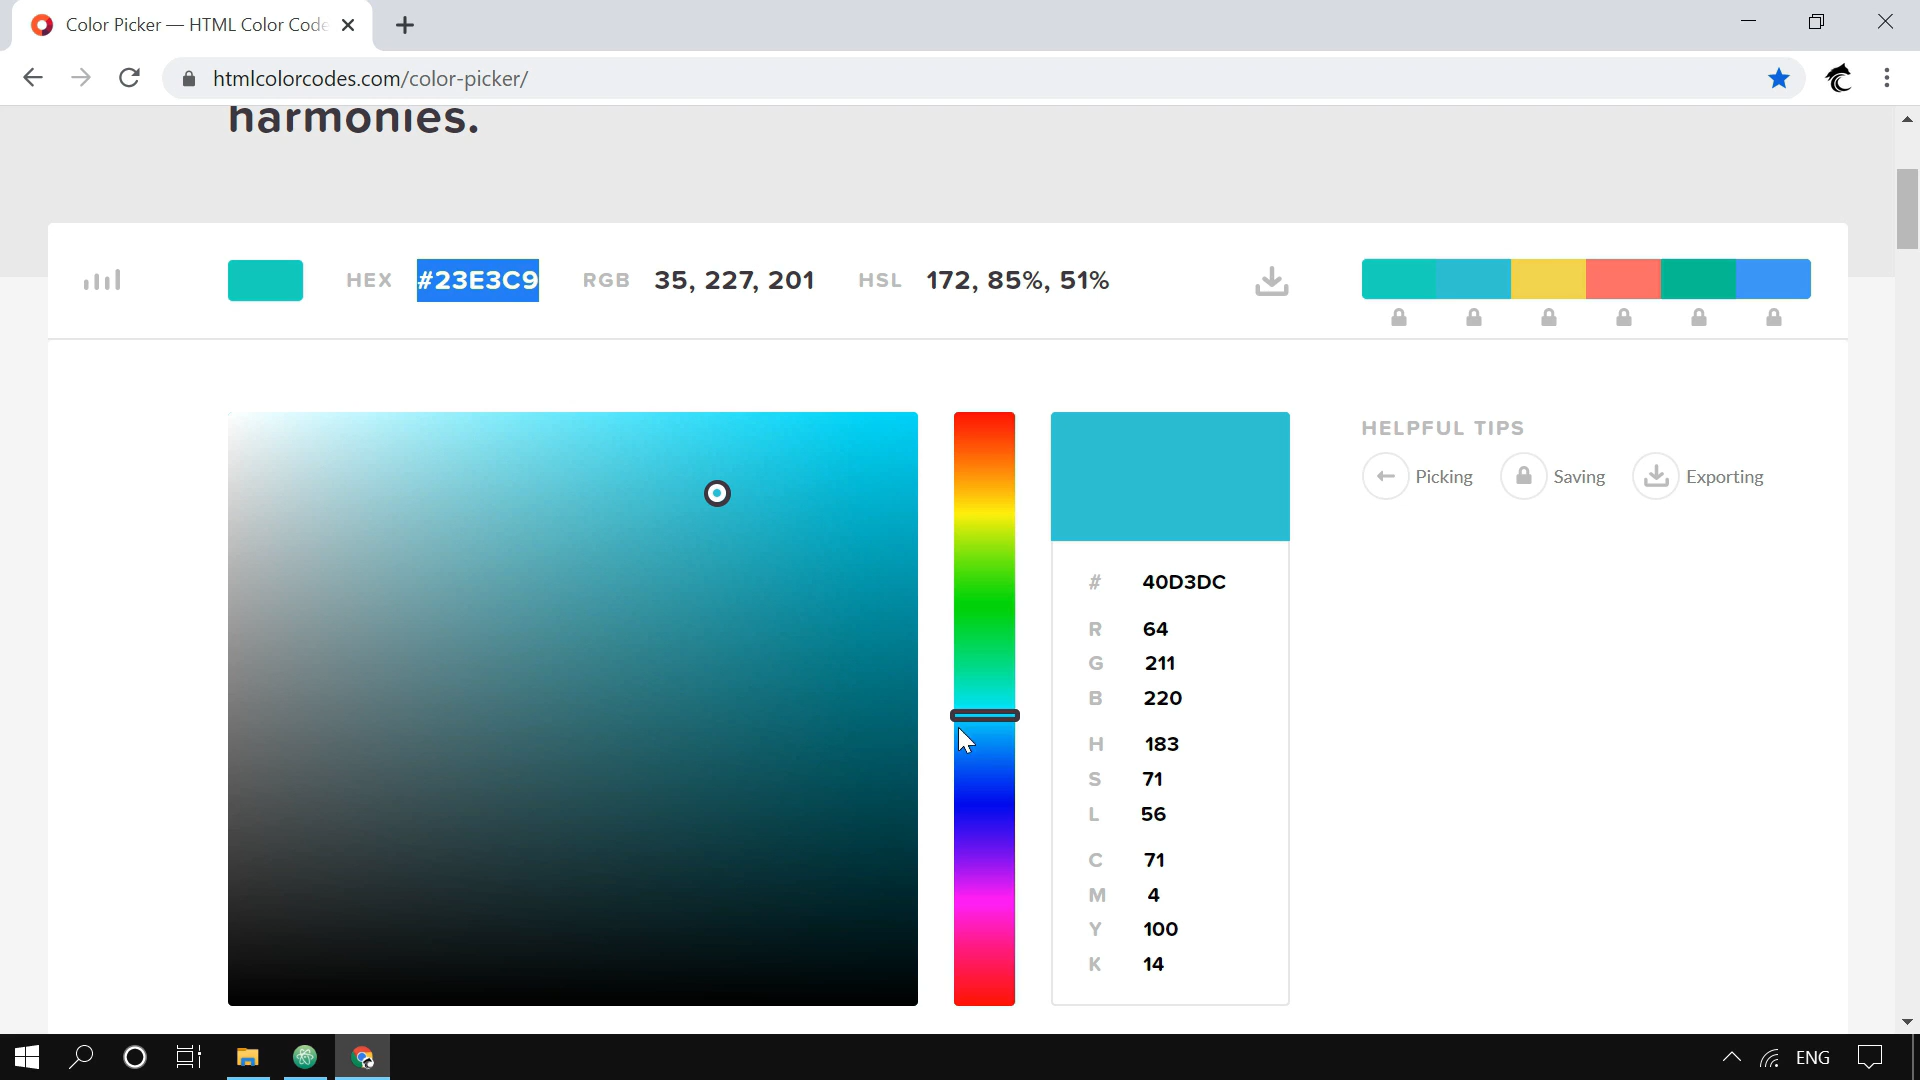 Color Picker — HTML Color Code
htmlcolorcodes.com/color-picker/
harmonies.
HEX #23E3C9 RGB 35, 227, 201 HSL 172, 85%, 51%
HELPFUL TIPS
Picking Saving Exporting
# 40D3DC
R 64
G 211
B 220
H 183
S 71
L 56
C 71
M 4
Y 100
K 14
ENG